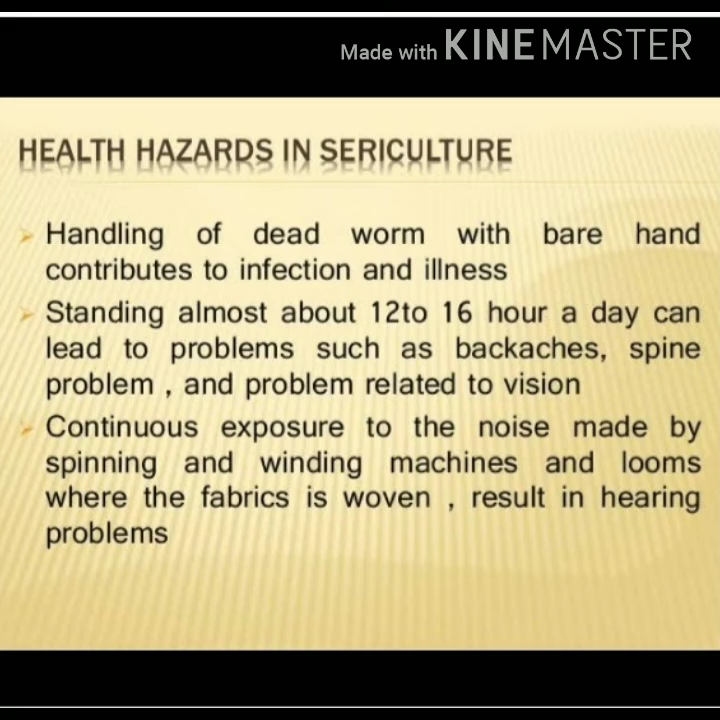 Made with KINEMASTER
HEALTH HAZARDS IN SERICULTURE
Handling of dead worm with bare hand
contributes to infection and illness
Standing almost about 12to 16 hour a day can
lead to problems such as backaches, spine
problem , and problem related to vision
Continuous exposure to the noise made by
spinning and winding machines and looms
where the fabrics is woven , result in hearing
problems